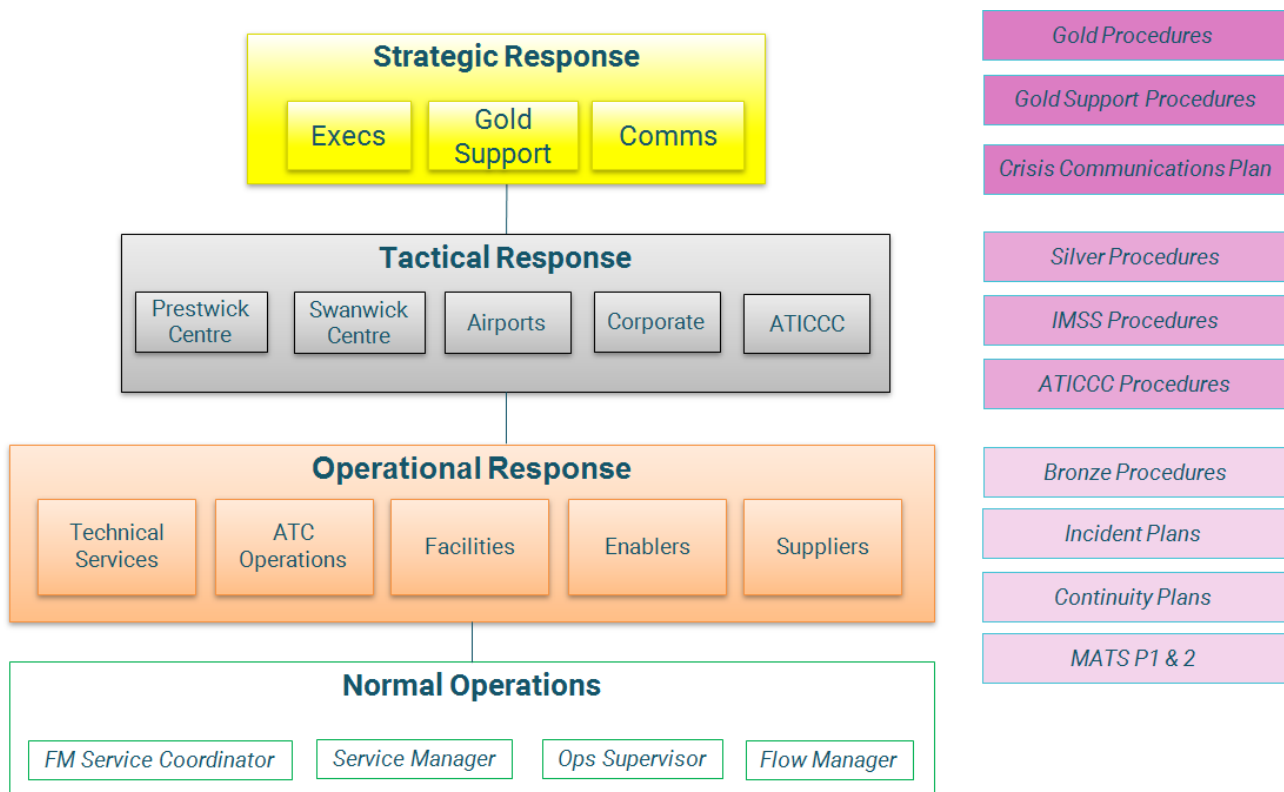 Strategic Response
Execs
Gold
Support
Comms
Tactical Response
Prestwick
Centre
Swanwick
Centre
Airports
Corporate
ATICCC
Operational Response
Technical
Services
ATC
Operations
Facilities
Enablers
Suppliers
Normal Operations
FM Service Coordinator
Service Manager
Ops Supervisor
Flow Manager
Gold Procedures
Gold Support Procedures
Crisis Communications Plan
Silver Procedures
IMSS Procedures
ATICCC Procedures
Bronze Procedures
Incident Plans
Continuity Plans
MATS P1 & 2